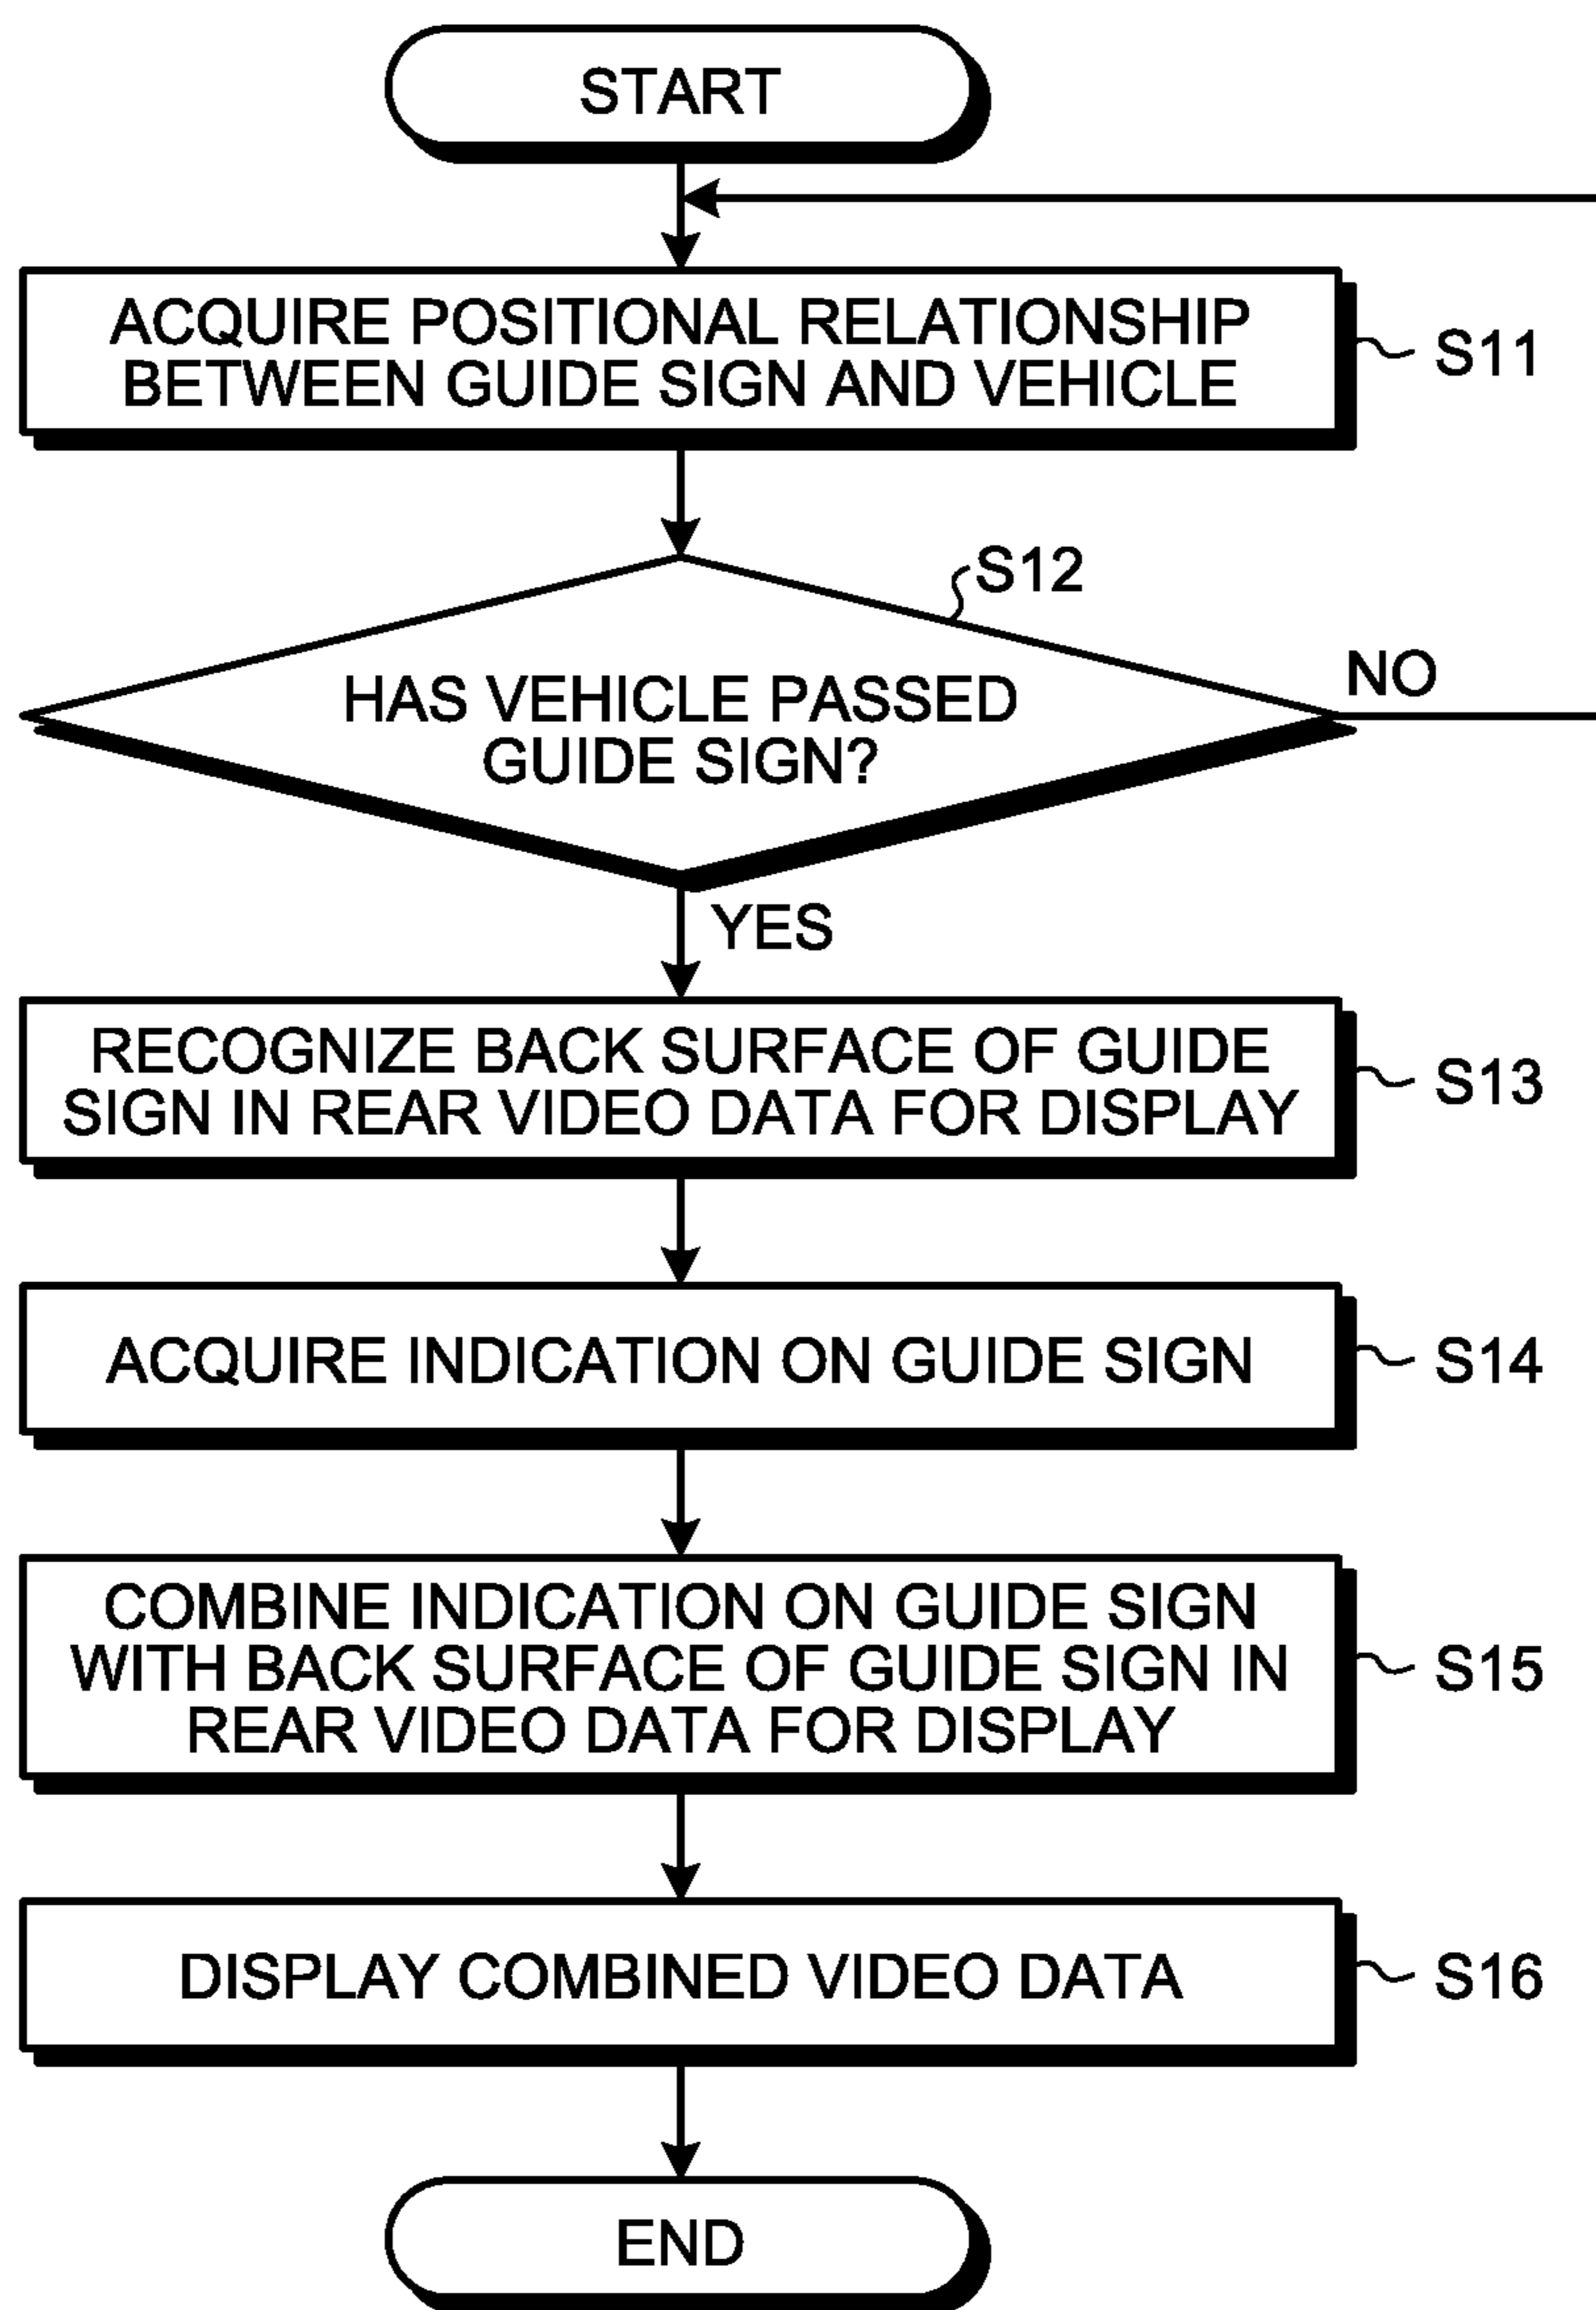 START
ACQUIRE POSITIONAL RELATIONSHIP
BETWEEN GUIDE SIGN AND VEHICLE
S11
S12
HAS VEHICLE PASSED
GUIDE SIGN?
NO
YES
RECOGNIZE BACK SURFACE OF GUIDE
SIGN IN REAR VIDEO DATA FOR DISPLAY
S13
ACQUIRE INDICATION ON GUIDE SIGN
S14
COMBINE INDICATION ON GUIDE SIGN
WITH BACK SURFACE OF GUIDE SIGN IN
REAR VIDEO DATA FOR DISPLAY
S15
DISPLAY COMBINED VIDEO DATA
S16
END